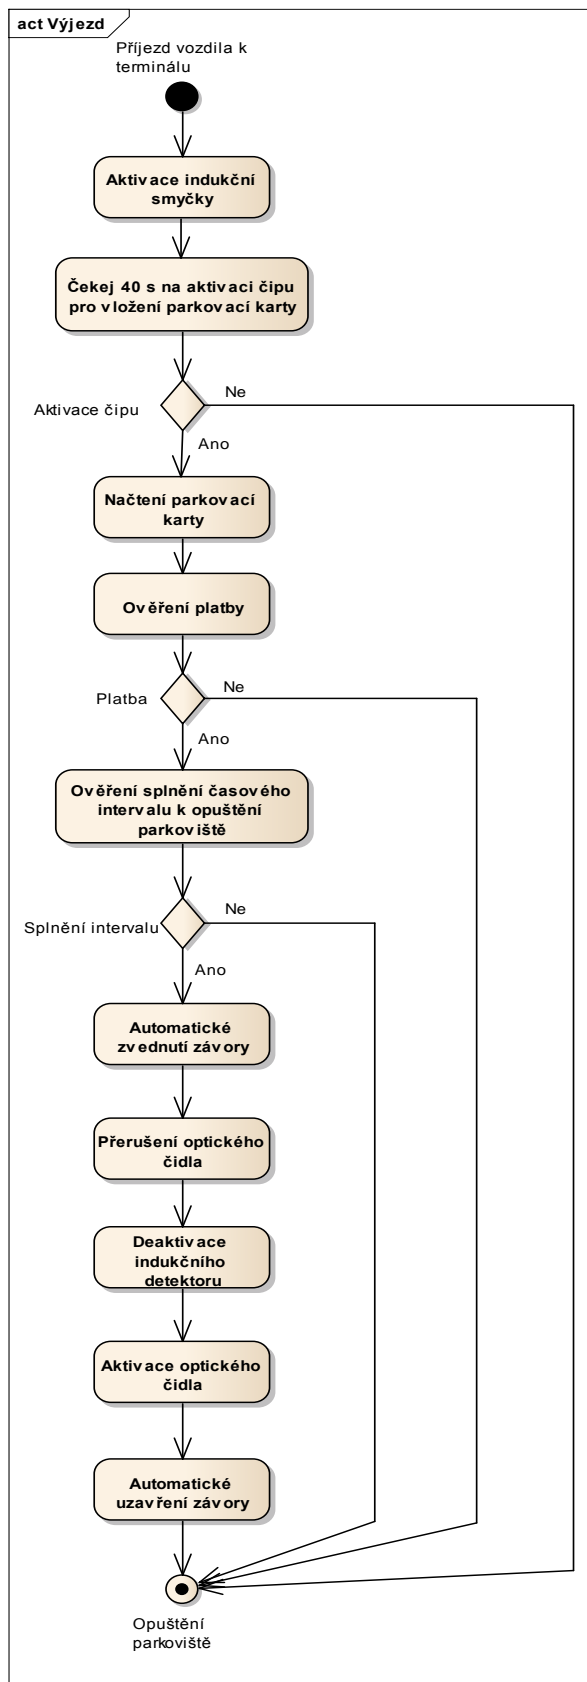 act Výjezd
Příjezd vozdila k
terminálu
Aktivace indukční
smyčky
Čekej 40 s na aktivaci čipu
pro vložení parkovací karty
Ne
Aktivace čipu
Ano
Načtení parkovací
karty
Ověření platby
Ne
Platba
Ano
Ověření splnění časového
intervalu k opuštění
parkoviště
Ne
Splnění intervalu
Ano
Automatické
zvednutí závory
Přerušení optického
čidla
Deaktivace
indukčního
detektoru
Aktivace optického
čidla
Automatické
uzavření závory
Opuštění
parkoviště